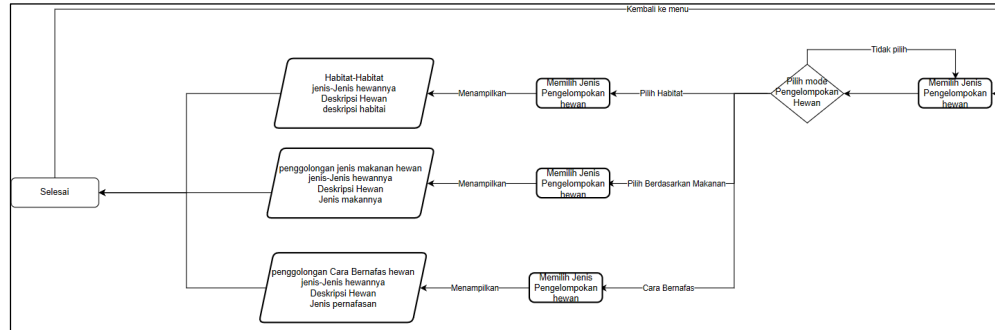 Kembali ke menu
Tidak pilih
Habitat-Habitat
jenis-Jenis hewannya
Deskripsi Hewan
deskripsi habitai
Menampilkan
Memilih Jenis
Pengelompokan
hewan
Pilih Habitat
Pilih mode
Pengelompokan
Hewan
Memilih Jenis
Pengelompokan
hewan
Selesai
penggolongan jenis makanan hewan
jenis-Jenis hewannya
Deskripsi Hewan
Jenis makannya
Menampilkan
Memilih Jenis
Pengelompokan
hewan
Pilih Berdasarkan Makanan
penggolongan Cara Bernafas hewan
jenis-Jenis hewannya
Deskripsi Hewan
Jenis pernafasan
Menampilkan
Memilih Jenis
Pengelompokan
hewan
Cara Bernafas